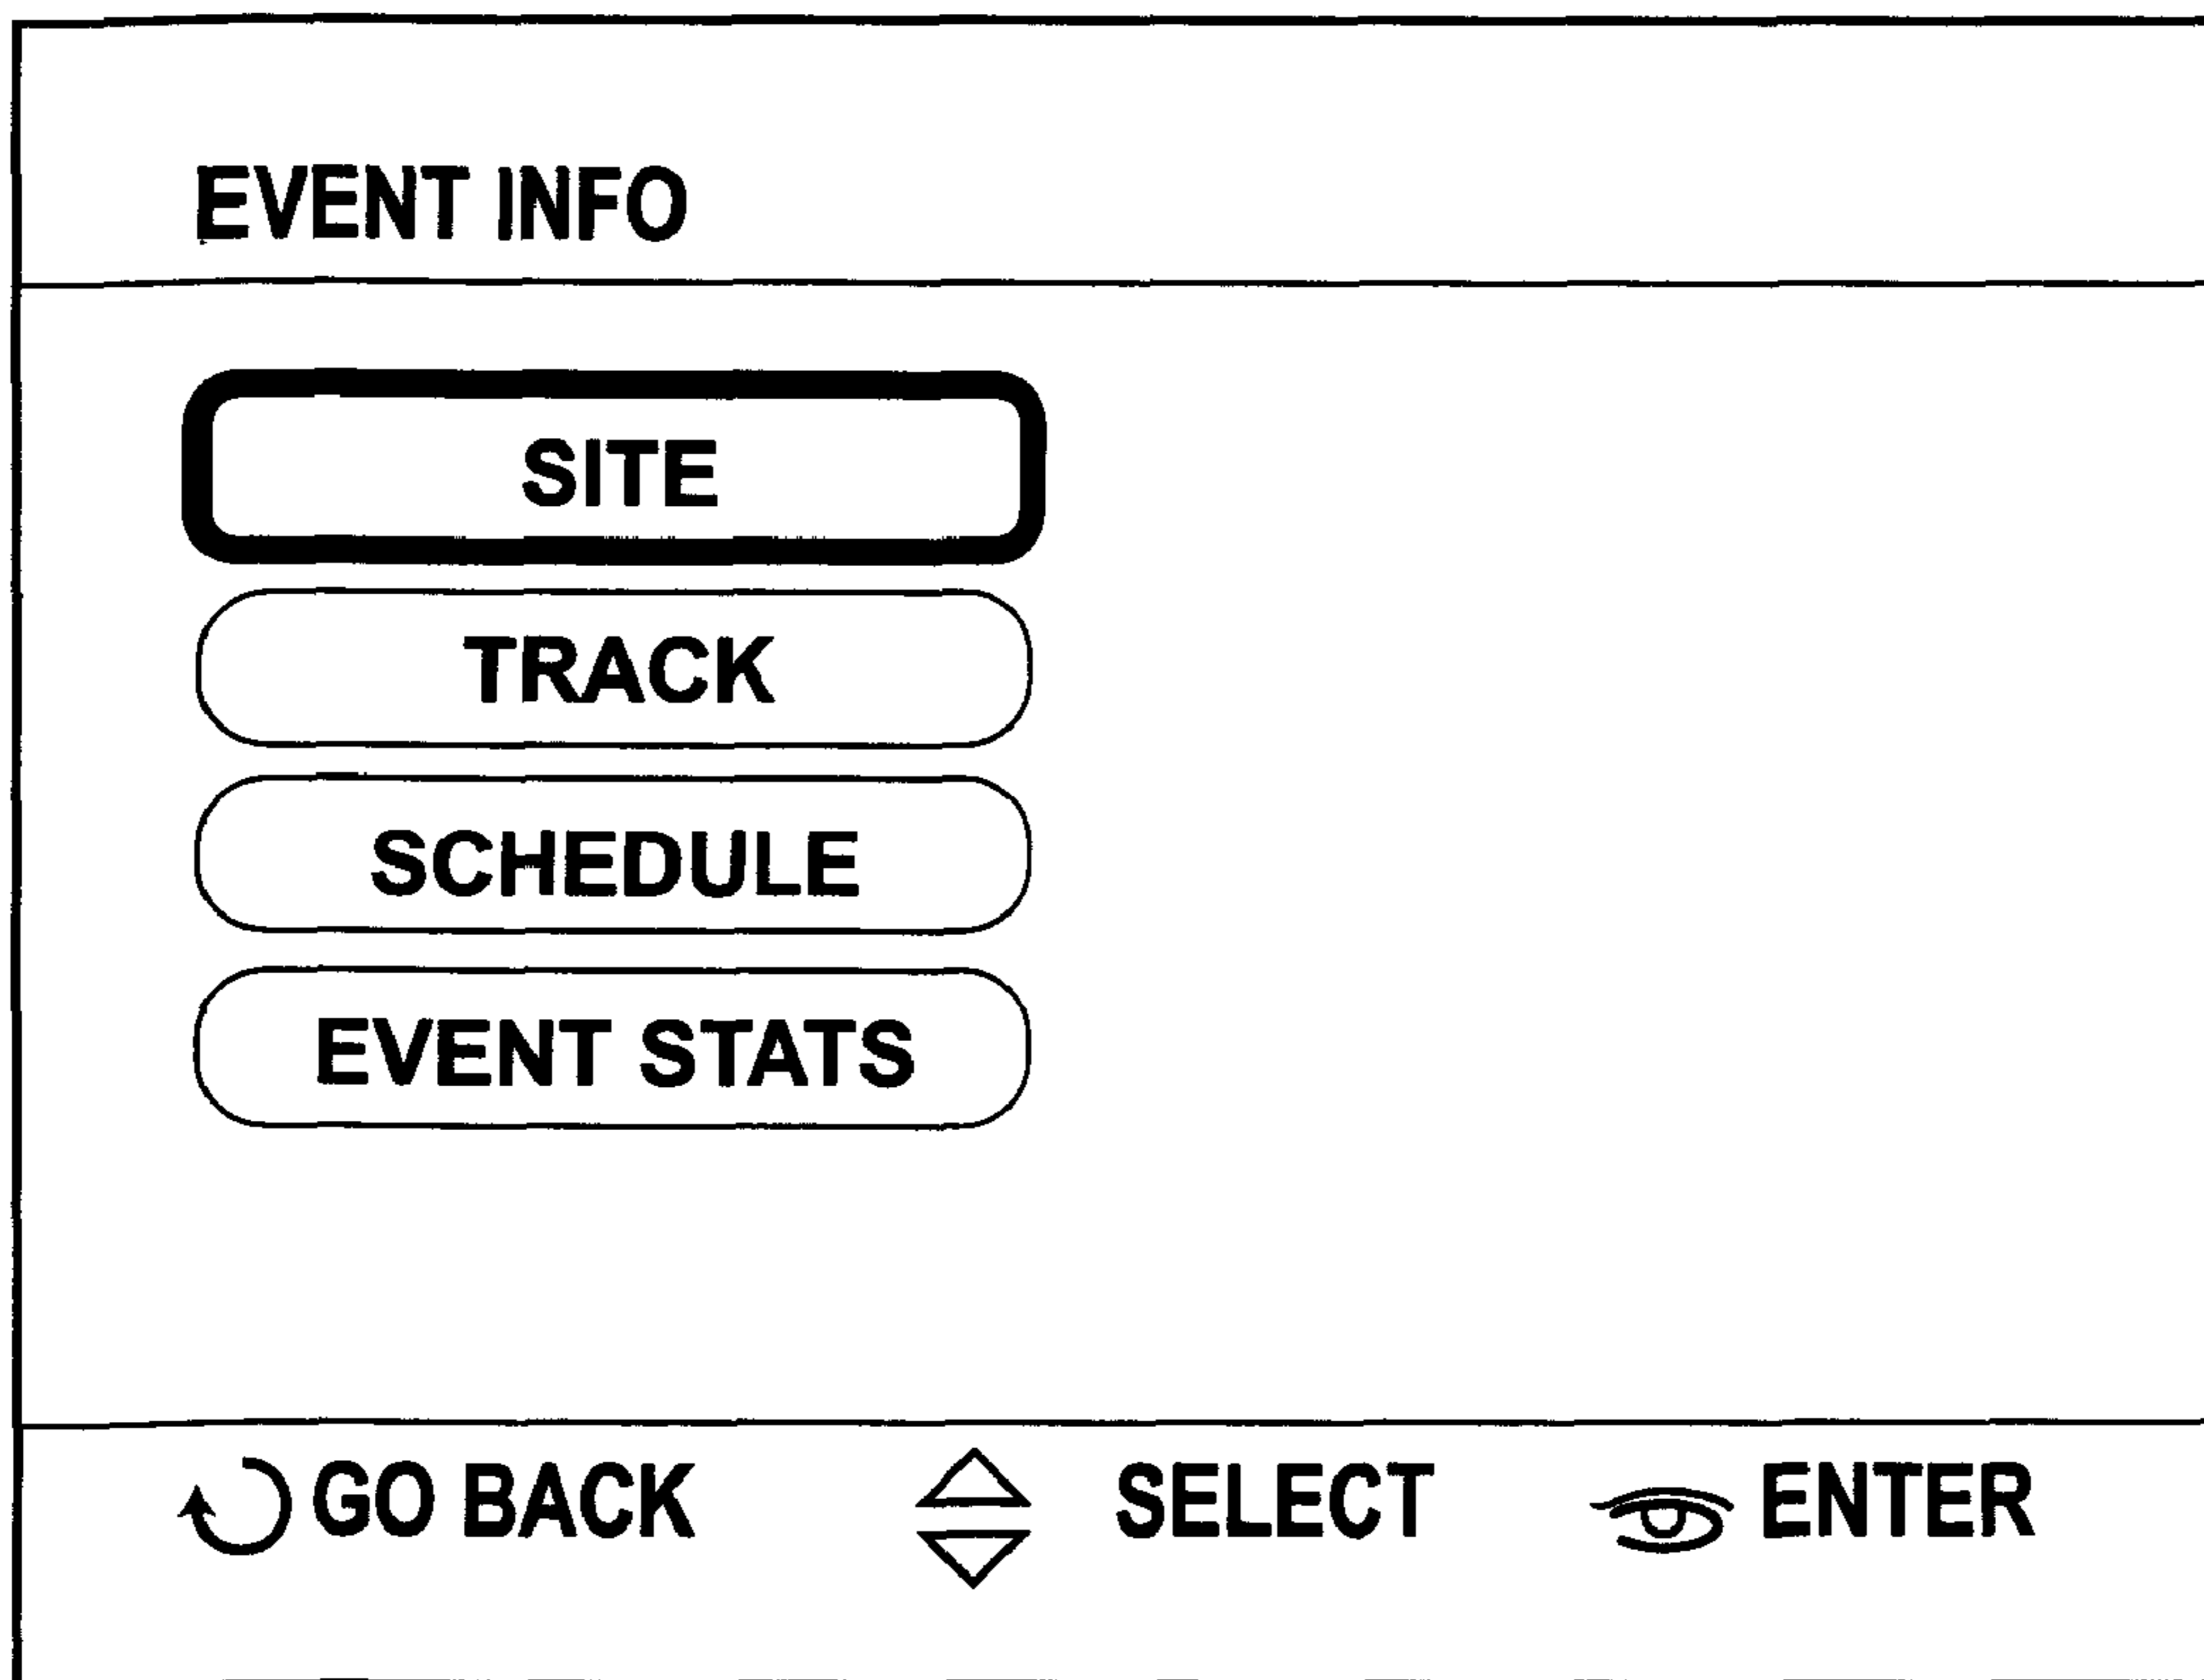 EVENT INFO
SITE
TRACK
SCHEDULE
EVENT STATS
GO BACK SELECT ENTER